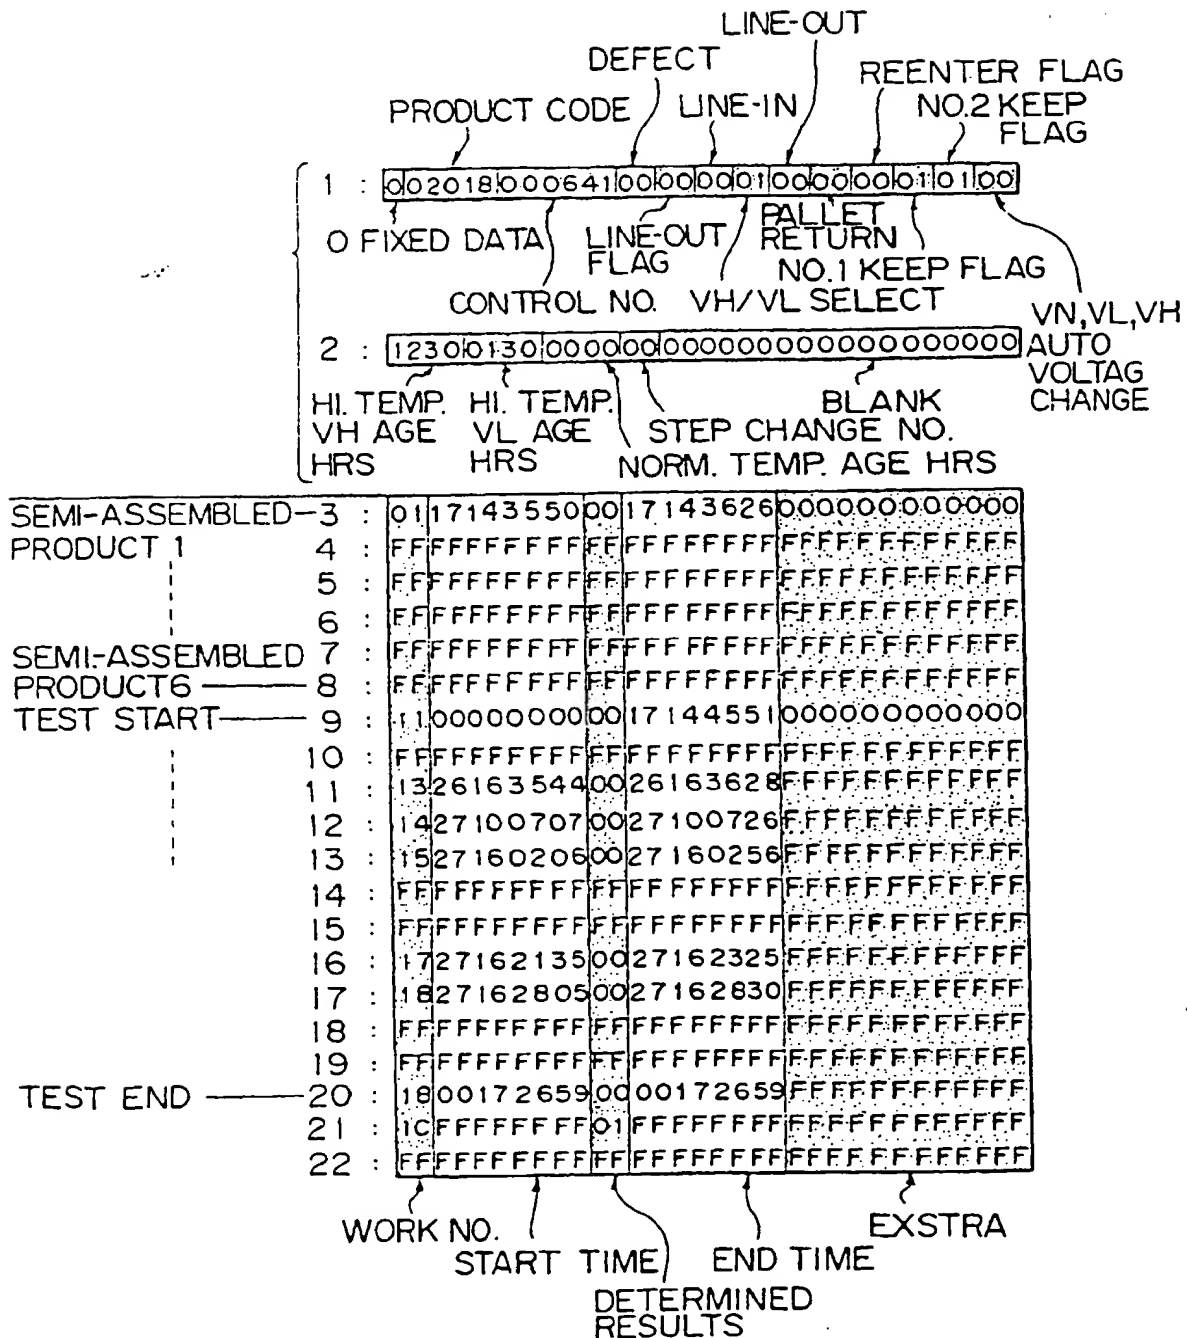 LINE-OUT
DEFECT
REENTER FLAG
PRODUCT CODE
LINE-IN
NO.2 KEEP
FLAG
1 : 002018000641000000010000000101 00
0 FIXED DATA
LINE-OUT
FLAG
PALLET
RETURN
NO.1 KEEP FLAG
CONTROL NO.
VH/VL SELECT
VN,VL,VH
AUTO
VOLTAG
CHANGE
2 : 12300130000000000000000000000000
HI. TEMP.
VH AGE
HRS
HI. TEMP.
VL AGE
HRS
BLANK
STEP CHANGE NO.
NORM. TEMP. AGE HRS
SEMI-ASSEMBLED
PRODUCT 1
3 : 01 17143550 00 17143626 000000000000
4 : FF FFFFFFFF FF FFFFFFFF FFFFFFFFFFFF
5 : FF FFFFFFFF FF FFFFFFFF FFFFFFFFFFFF
6 : FF FFFFFFFF FF FFFFFFFF FFFFFFFFFFFF
SEMI-ASSEMBLED
PRODUCT6
7 : FF FFFFFFFF FF FFFFFFFF FFFFFFFFFFFF
8 : FF FFFFFFFF FF FFFFFFFF FFFFFFFFFFFF
TEST START 9 : 11 00000000 00 17144551 000000000000
10 : FF FFFFFFFF FF FFFFFFFF FFFFFFFFFFFF
11 : 13 26163544 00 26163628 FFFFFFFFFFFF
12 : 14 27100707 00 27100726 FFFFFFFFFFFF
13 : 15 27160206 00 27160256 FFFFFFFFFFFF
14 : FF FFFFFFFF FF FFFFFFFF FFFFFFFFFFFF
15 : FF FFFFFFFF FF FFFFFFFF FFFFFFFFFFFF
16 : 17 27162135 00 27162325 FFFFFFFFFFFF
17 : 18 27162805 00 27162830 FFFFFFFFFFFF
18 : FF FFFFFFFF FF FFFFFFFF FFFFFFFFFFFF
19 : FF FFFFFFFF FF FFFFFFFF FFFFFFFFFFFF
TEST END 20 : 18 00172659 00 00172659 FFFFFFFFFFFF
21 : 1C FFFFFFFF 01 FFFFFFFF FFFFFFFFFFFF
22 : FF FFFFFFFF FF FFFFFFFF FFFFFFFFFFFF
WORK NO.
START TIME
DETERMINED
RESULTS
END TIME
EXSTRA